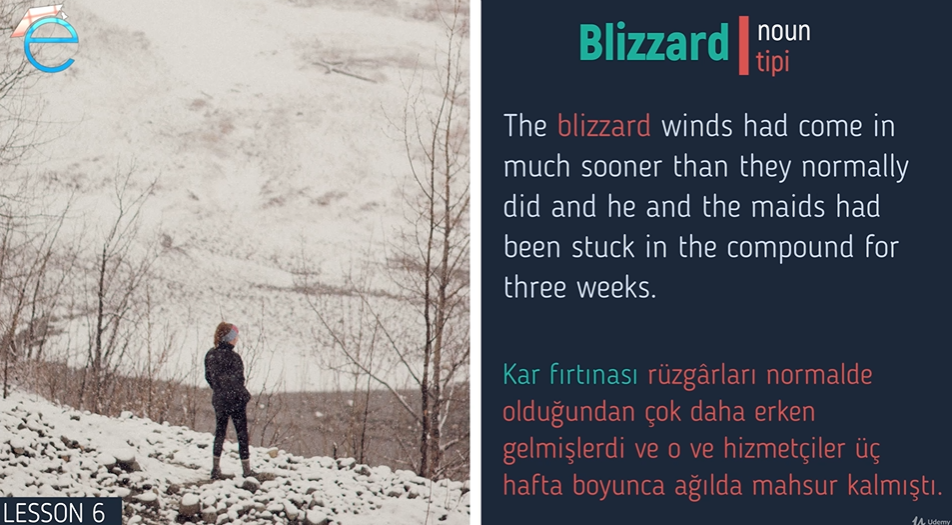 Blizzard
noun
tipi
The blizzard winds had come in
much sooner than they normally
did and he and the maids had
been stuck in the compound for
three weeks.
Kar fırtınası rüzgârları normalde
olduğundan çok daha erken
gelmişlerdi ve o ve hizmetçiler üç
hafta boyunca ağılda mahsur kalmıştı.
LESSON 6
Udemy